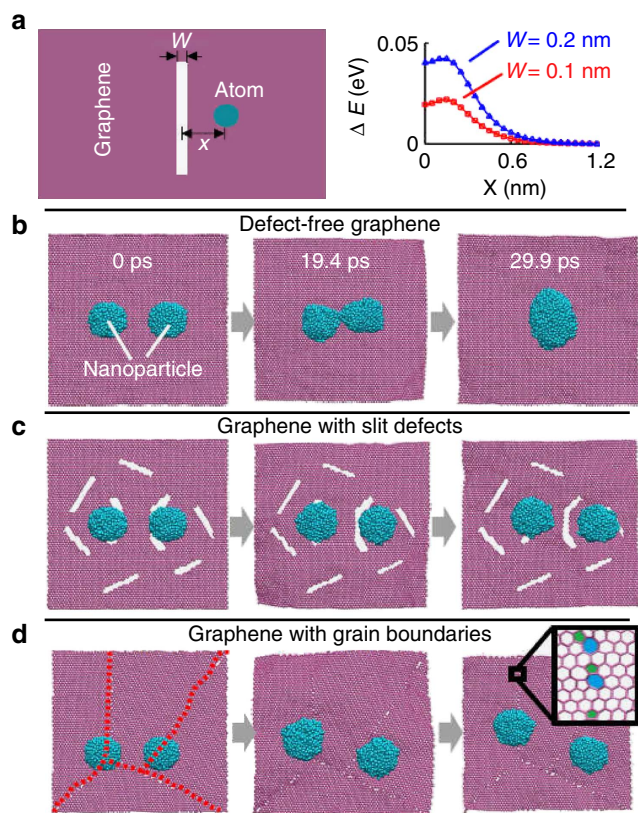 a
W
Graphene
Atom
x
0.05
W = 0.2 nm
W = 0.1 nm
Δ E (eV)
0
0 0.6 1.2
X (nm)
b Defect-free graphene
0 ps 19.4 ps 29.9 ps
Nanoparticle
c Graphene with slit defects
d Graphene with grain boundaries